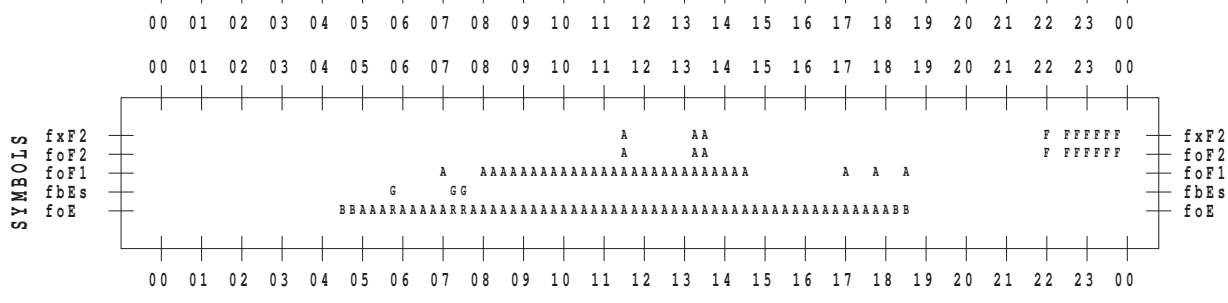 00 01 02 03 04 05 06 07 08 09 10 11 12 13 14 15 16 17 18 19 20 21 22 23 00
00 01 02 03 04 05 06 07 08 09 10 11 12 13 14 15 16 17 18 19 20 21 22 23 00
SYMBOLS
fxF2 A AA F FFFFFF fxF2
foF2 A AA F FFFFFF foF2
foF1 A AAAAAAAAAAAAAAAAAAAAAAAAAAA A A A foF1
fbEs G GG fbEs
foE BBAAARAAAAARRAAAAAAAAAAAAAAAAAAAAAAAAAAAAAAAAAAAAAAAAAABB foE
00 01 02 03 04 05 06 07 08 09 10 11 12 13 14 15 16 17 18 19 20 21 22 23 00